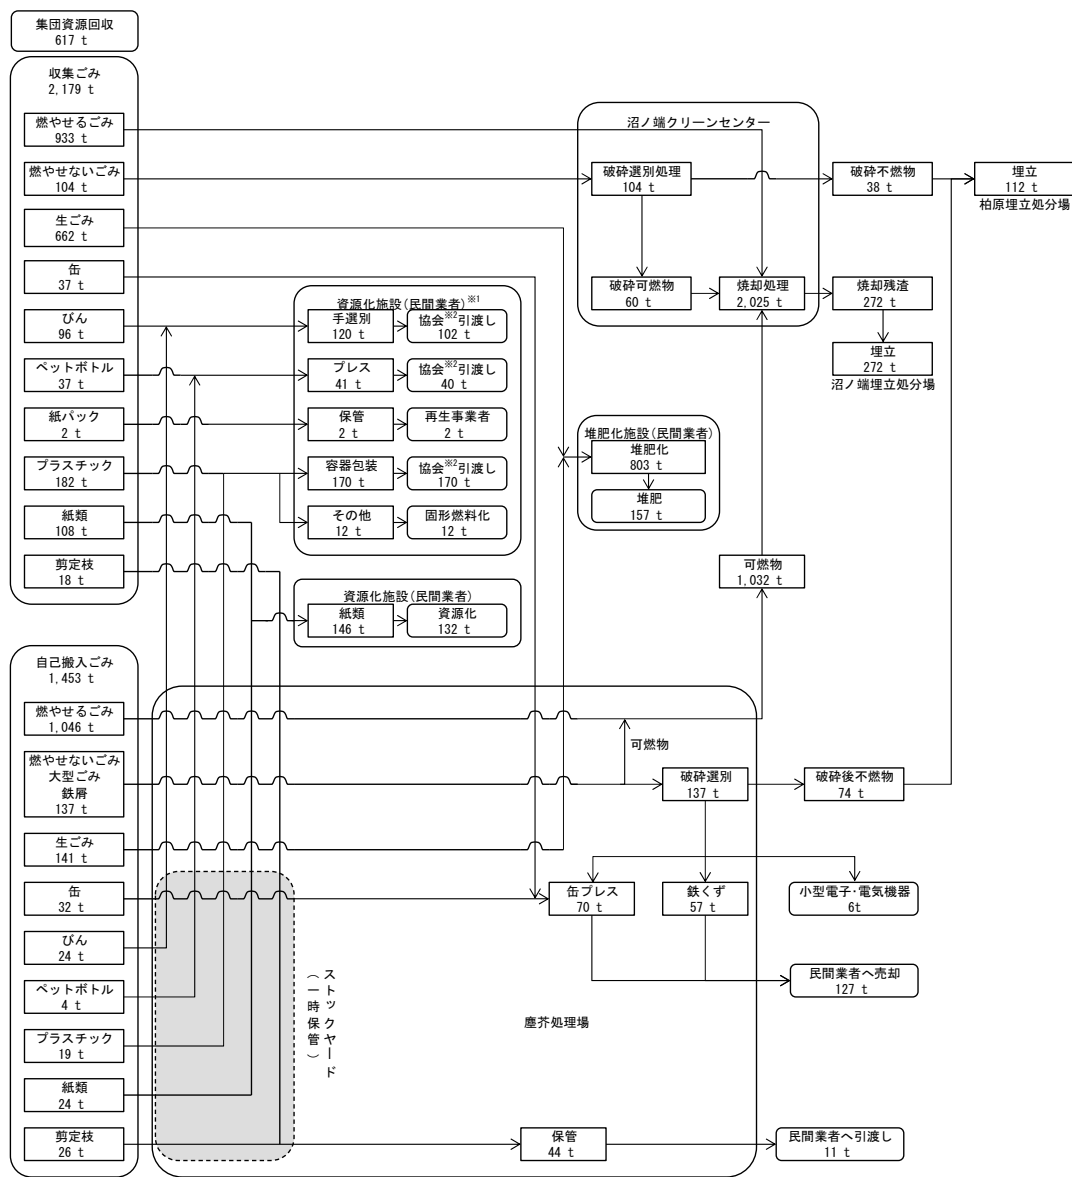 集団資源回収
617 t
収集ごみ
2,179 t
燃やせるごみ
933 t
燃やせないごみ
104 t
生ごみ
662 t
缶
37 t
びん
96 t
ペットボトル
37 t
紙パック
2 t
プラスチック
182 t
紙類
108 t
剪定枝
18 t
資源化施設(民間業者)※1
手選別
120 t
協会※2引渡し
102 t
プレス
41 t
協会※2引渡し
40 t
保管
2 t
再生事業者
2 t
容器包装
170 t
協会※2引渡し
170 t
その他
12 t
固形燃料化
12 t
資源化施設(民間業者)
紙類
146 t
資源化
132 t
沼ノ端クリーンセンター
破砕選別処理
104 t
破砕可燃物
60 t
焼却処理
2,025 t
破砕不燃物
38 t
埋立
112 t
柏原埋立処分場
焼却残渣
272 t
埋立
272 t
沼ノ端埋立処分場
堆肥化施設(民間業者)
堆肥化
803 t
堆肥
157 t
可燃物
1,032 t
自己搬入ごみ
1,453 t
燃やせるごみ
1,046 t
燃やせないごみ
大型ごみ
鉄屑
137 t
生ごみ
141 t
缶
32 t
びん
24 t
ペットボトル
4 t
プラスチック
19 t
紙類
24 t
剪定枝
26 t
可燃物
破砕選別
137 t
破砕後不燃物
74 t
缶プレス
70 t
鉄くず
57 t
小型電子・電気機器
6t
民間業者へ売却
127 t
ストックヤード
(一時保管)
塵芥処理場
保管
44 t
民間業者へ引渡し
11 t